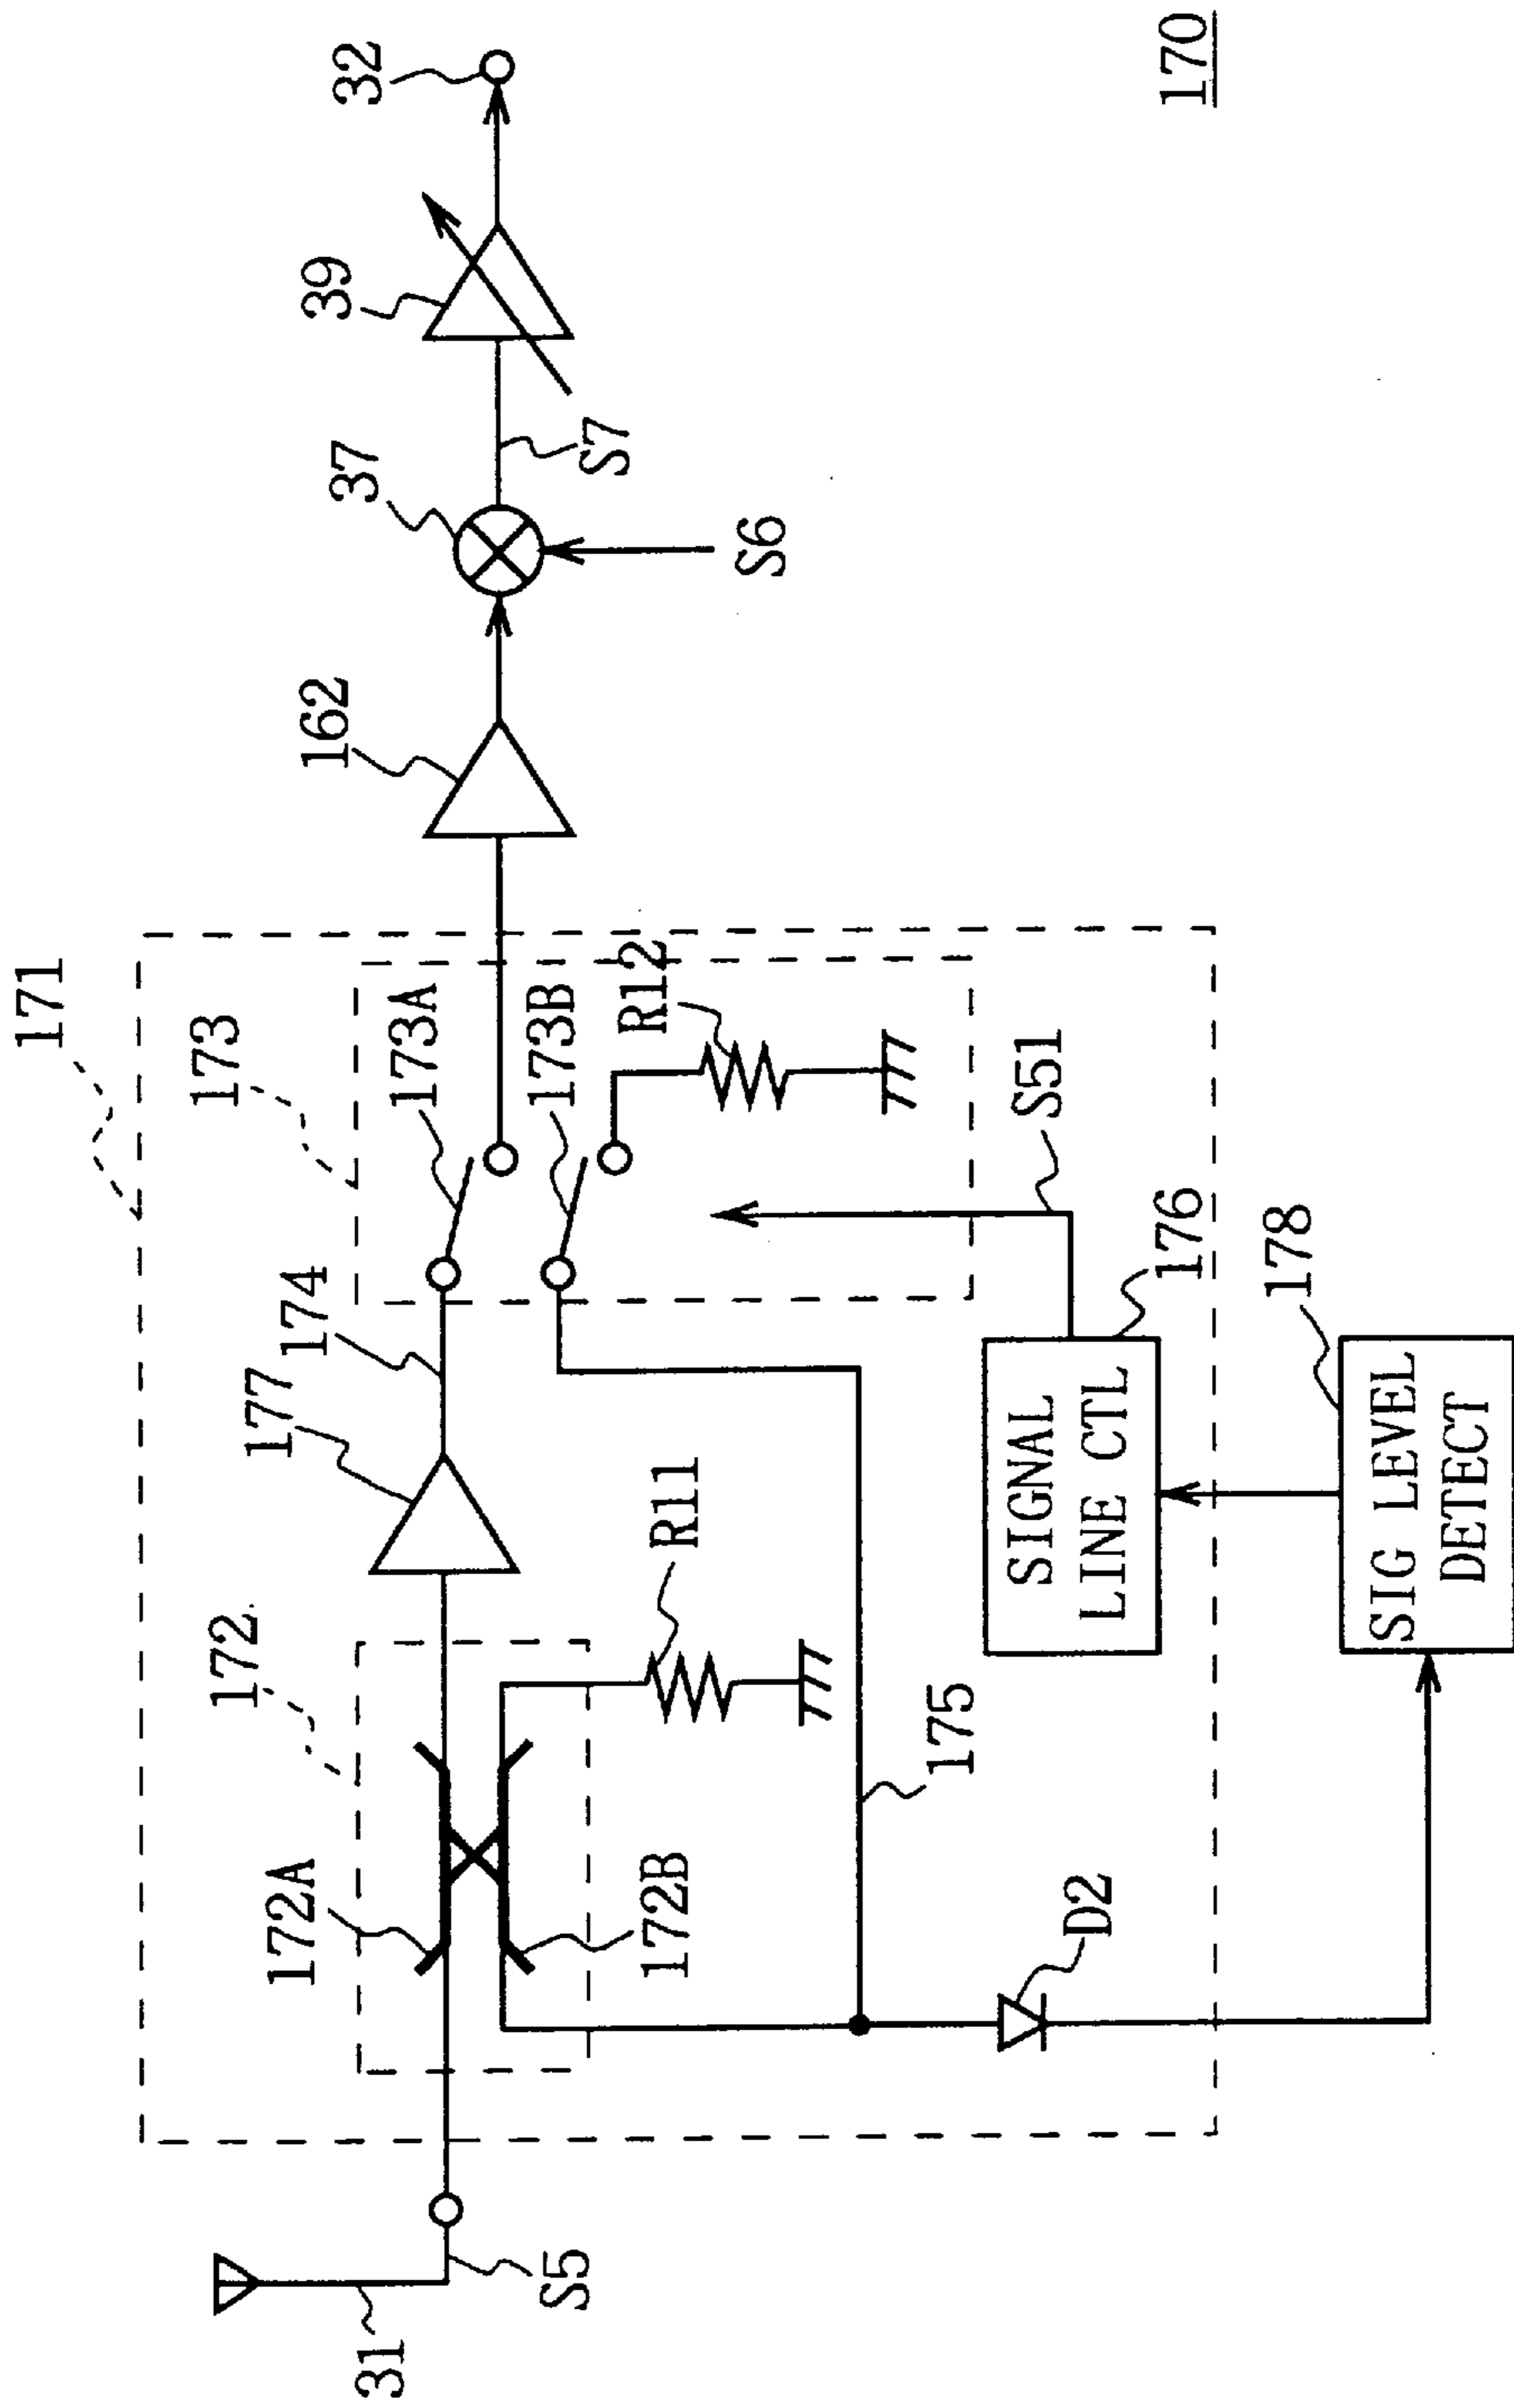 171
173
173A
173B
R12
174
177
172
172A
172B
R11
175
D2
S51
176
SIGNAL
LINE CTL
178
SIG LEVEL
DETECT
31
S5
162
37
S6
S7
39
32
170